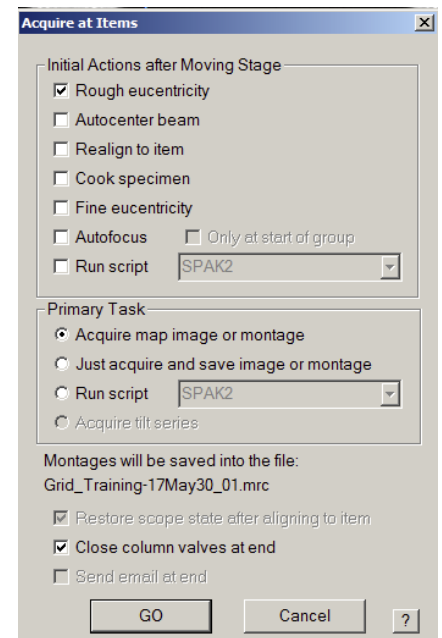 Acquire at Items
Initial Actions after Moving Stage
Rough eucentricity
Autocenter beam
Realign to item
Cook specimen
Fine eucentricity
Autofocus Only at start of group
Run script SPAK2
Primary Task
Acquire map image or montage
Just acquire and save image or montage
Run script SPAK2
Acquire tilt series
Montages will be saved into the file:
Grid_Training-17May30_01.mrc
Restore scope state after aligning to item
Close column valves at end
Send email at end
GO Cancel ?